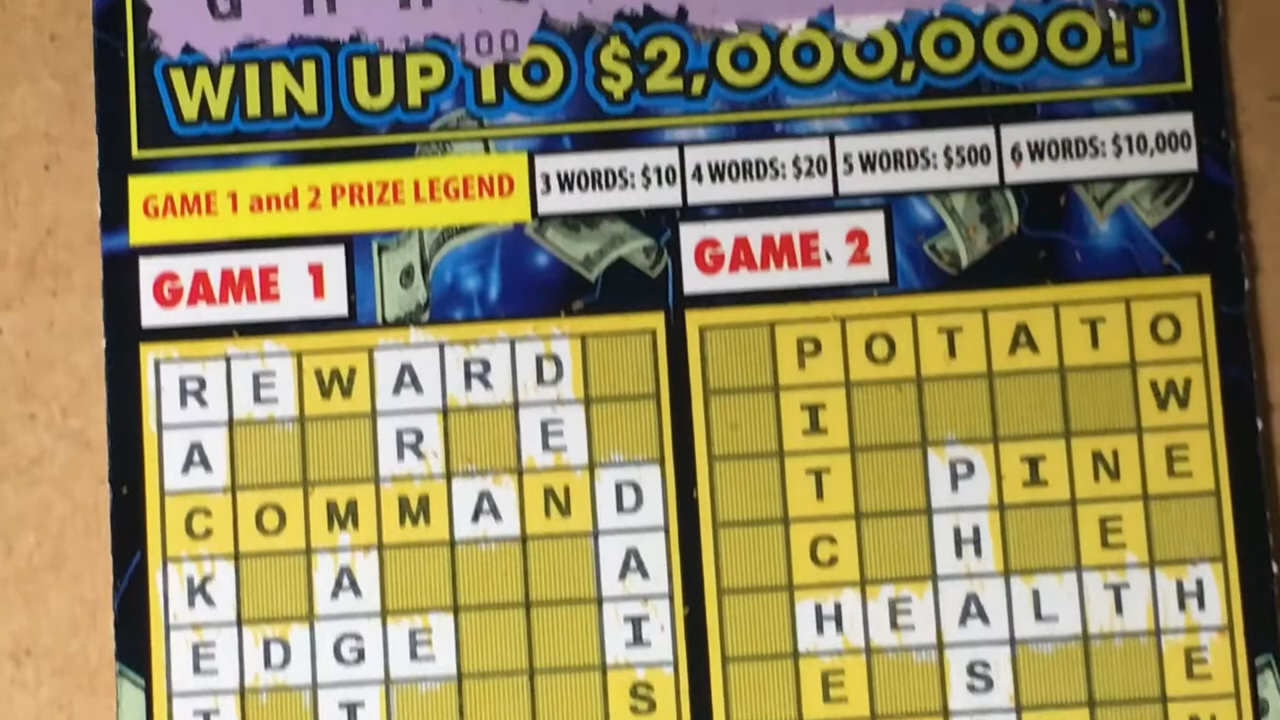 WIN UP TO $2,000,000!*
GAME 1 and 2 PRIZE LEGEND
3 WORDS: $10
4 WORDS: $20
5 WORDS: $500
6 WORDS: $10,000
GAME 1
GAME 2
R E W A R D
A R E
C O M M A N D
K A A
E D G E I
T I S
P O T A T O
I W
T P I N E
C H E
H E A L T H
E S E